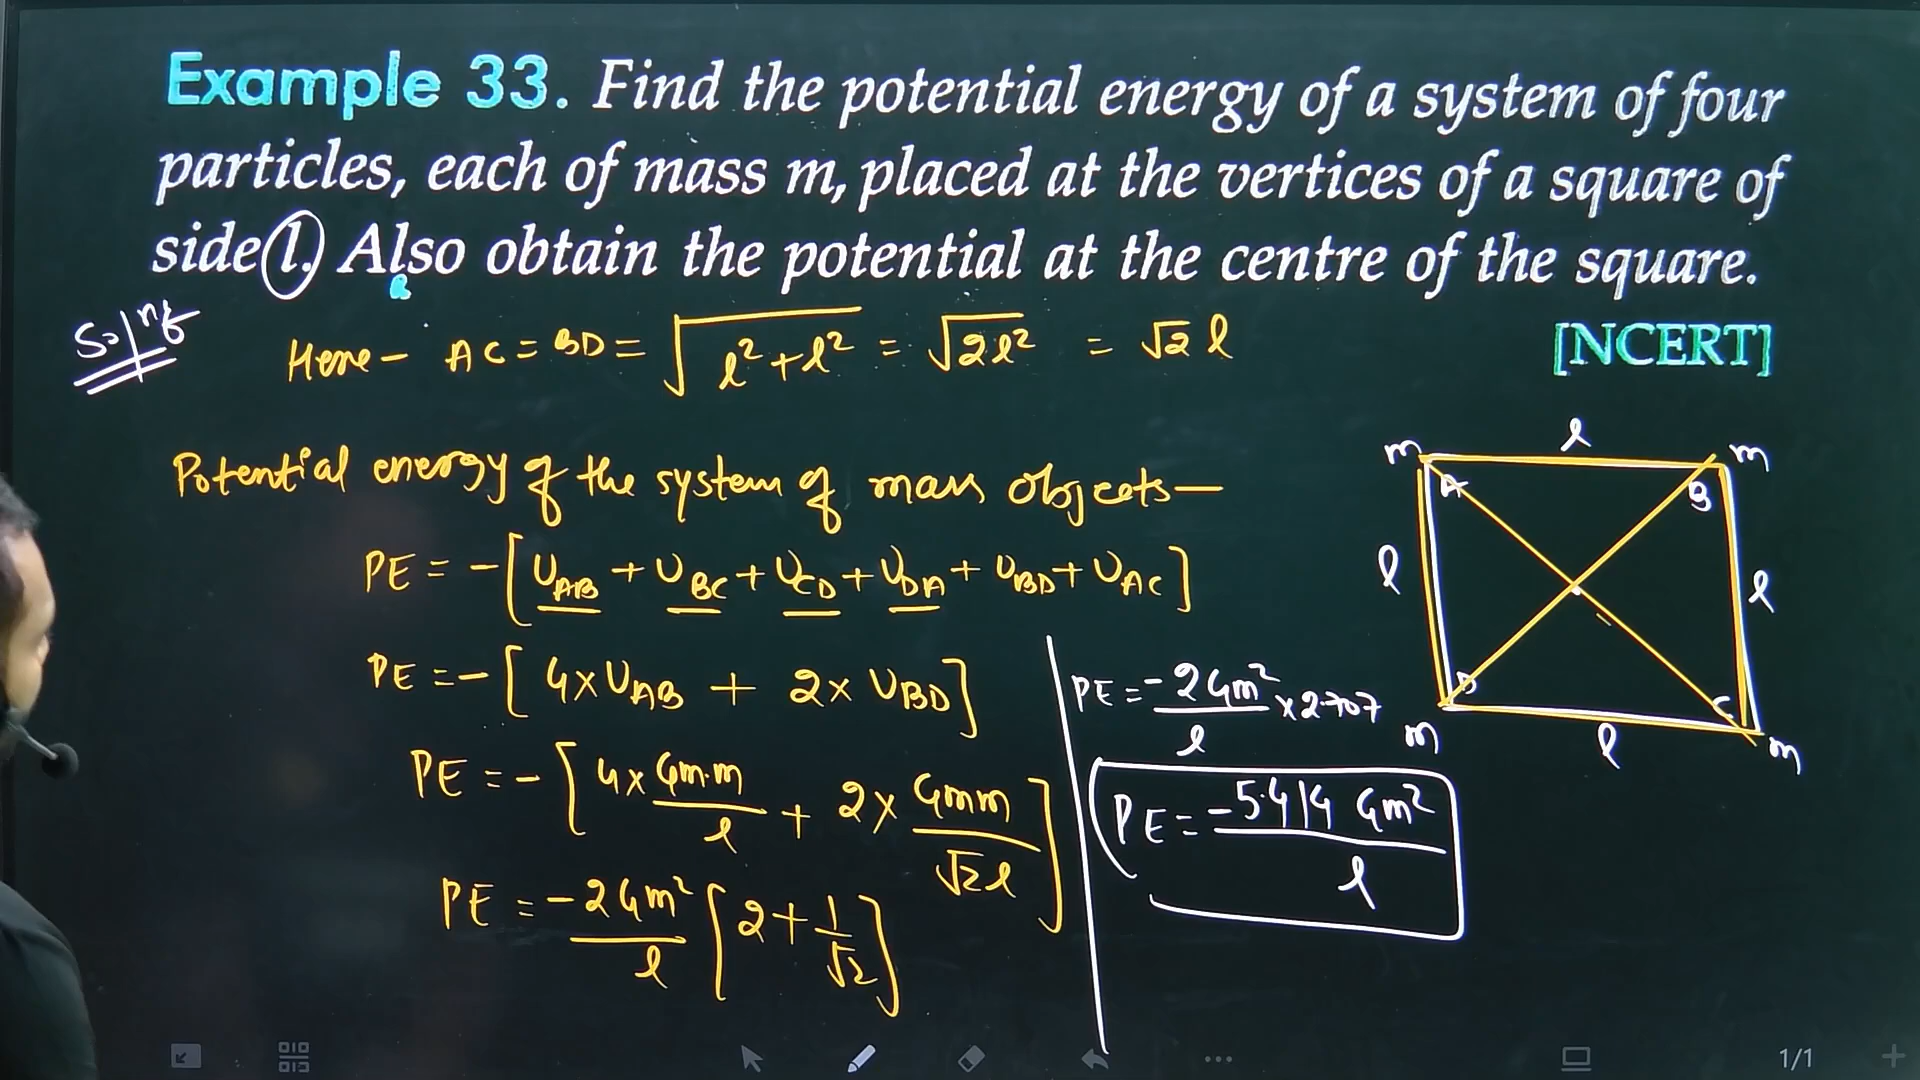 Example 33. Find the potential energy of a system of four
particles, each of mass m, placed at the vertices of a square of
side l. Also obtain the potential at the centre of the square.
[NCERT]
Solng
Here – AC = BD = √(l² + l²) = √(2l²) = √2 l
Potential energy of the system of mass objects—
PE = -[U_AB + U_BC + U_CD + U_DA + U_BD + U_AC]
PE = -[4×U_AB + 2× U_BD]
PE = -[4× Gm·m/l + 2× Gmm/√2l]
PE = -2Gm²/l [2 + 1/√2]
PE = -2Gm²/l × 2.707
PE = -5.414 Gm²/l
m l m
A B
l l
D C
m l m
1/1